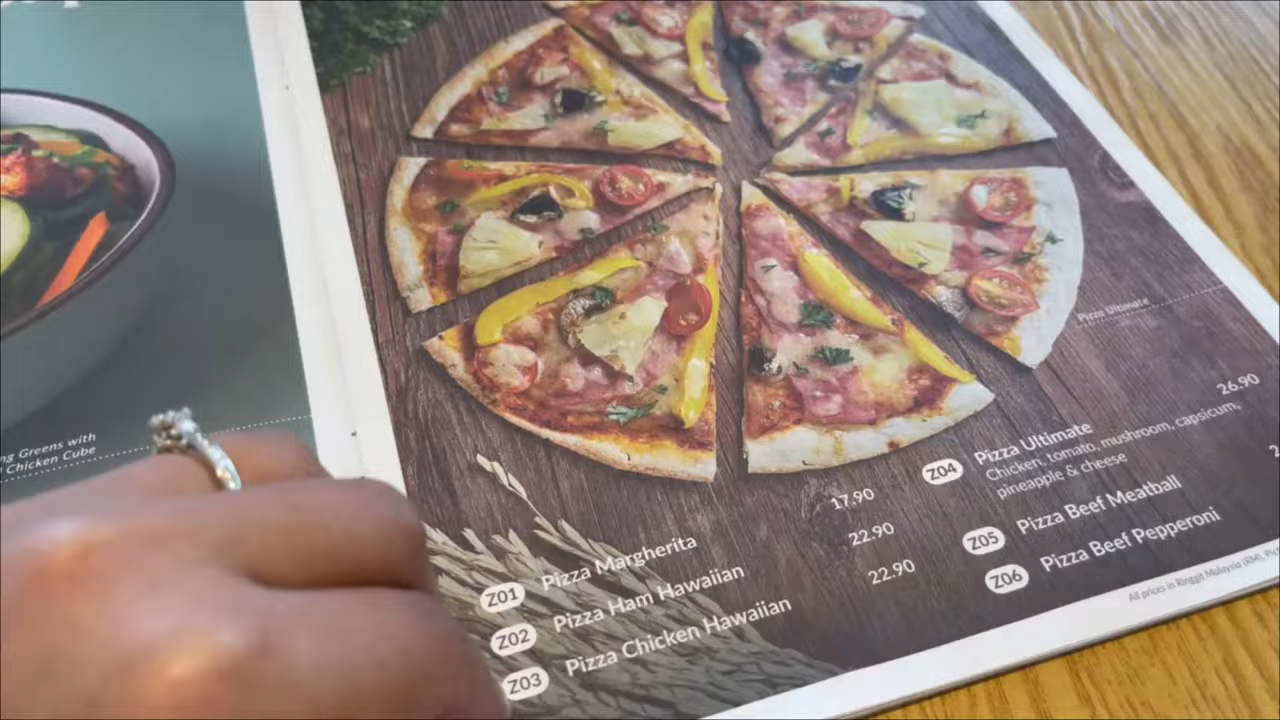 ng Greens with
Chicken Cube
Pizza Ultimate
Z01 Pizza Margherita 17.90
Z02 Pizza Ham Hawaiian 22.90
Z03 Pizza Chicken Hawaiian 22.90
Z04 Pizza Ultimate 26.90
Chicken, tomato, mushroom, capsicum,
pineapple & cheese
Z05 Pizza Beef Meatball
Z06 Pizza Beef Pepperoni
All prices in Ringgit Malaysia (RM).